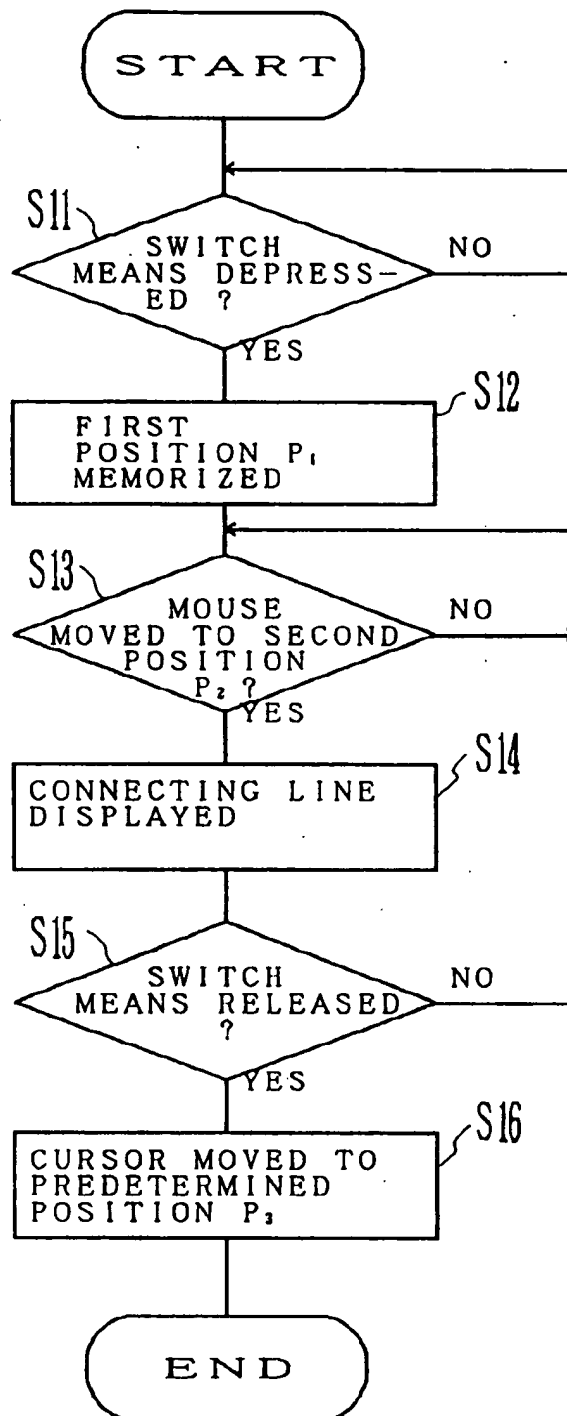 START
S11
SWITCH
MEANS DEPRESS-
ED ?
NO
YES
S12
FIRST
POSITION P₁
MEMORIZED
S13
MOUSE
MOVED TO SECOND
POSITION
P₂ ?
NO
YES
S14
CONNECTING LINE
DISPLAYED
S15
SWITCH
MEANS RELEASED
?
NO
YES
S16
CURSOR MOVED TO
PREDETERMINED
POSITION P₃
END